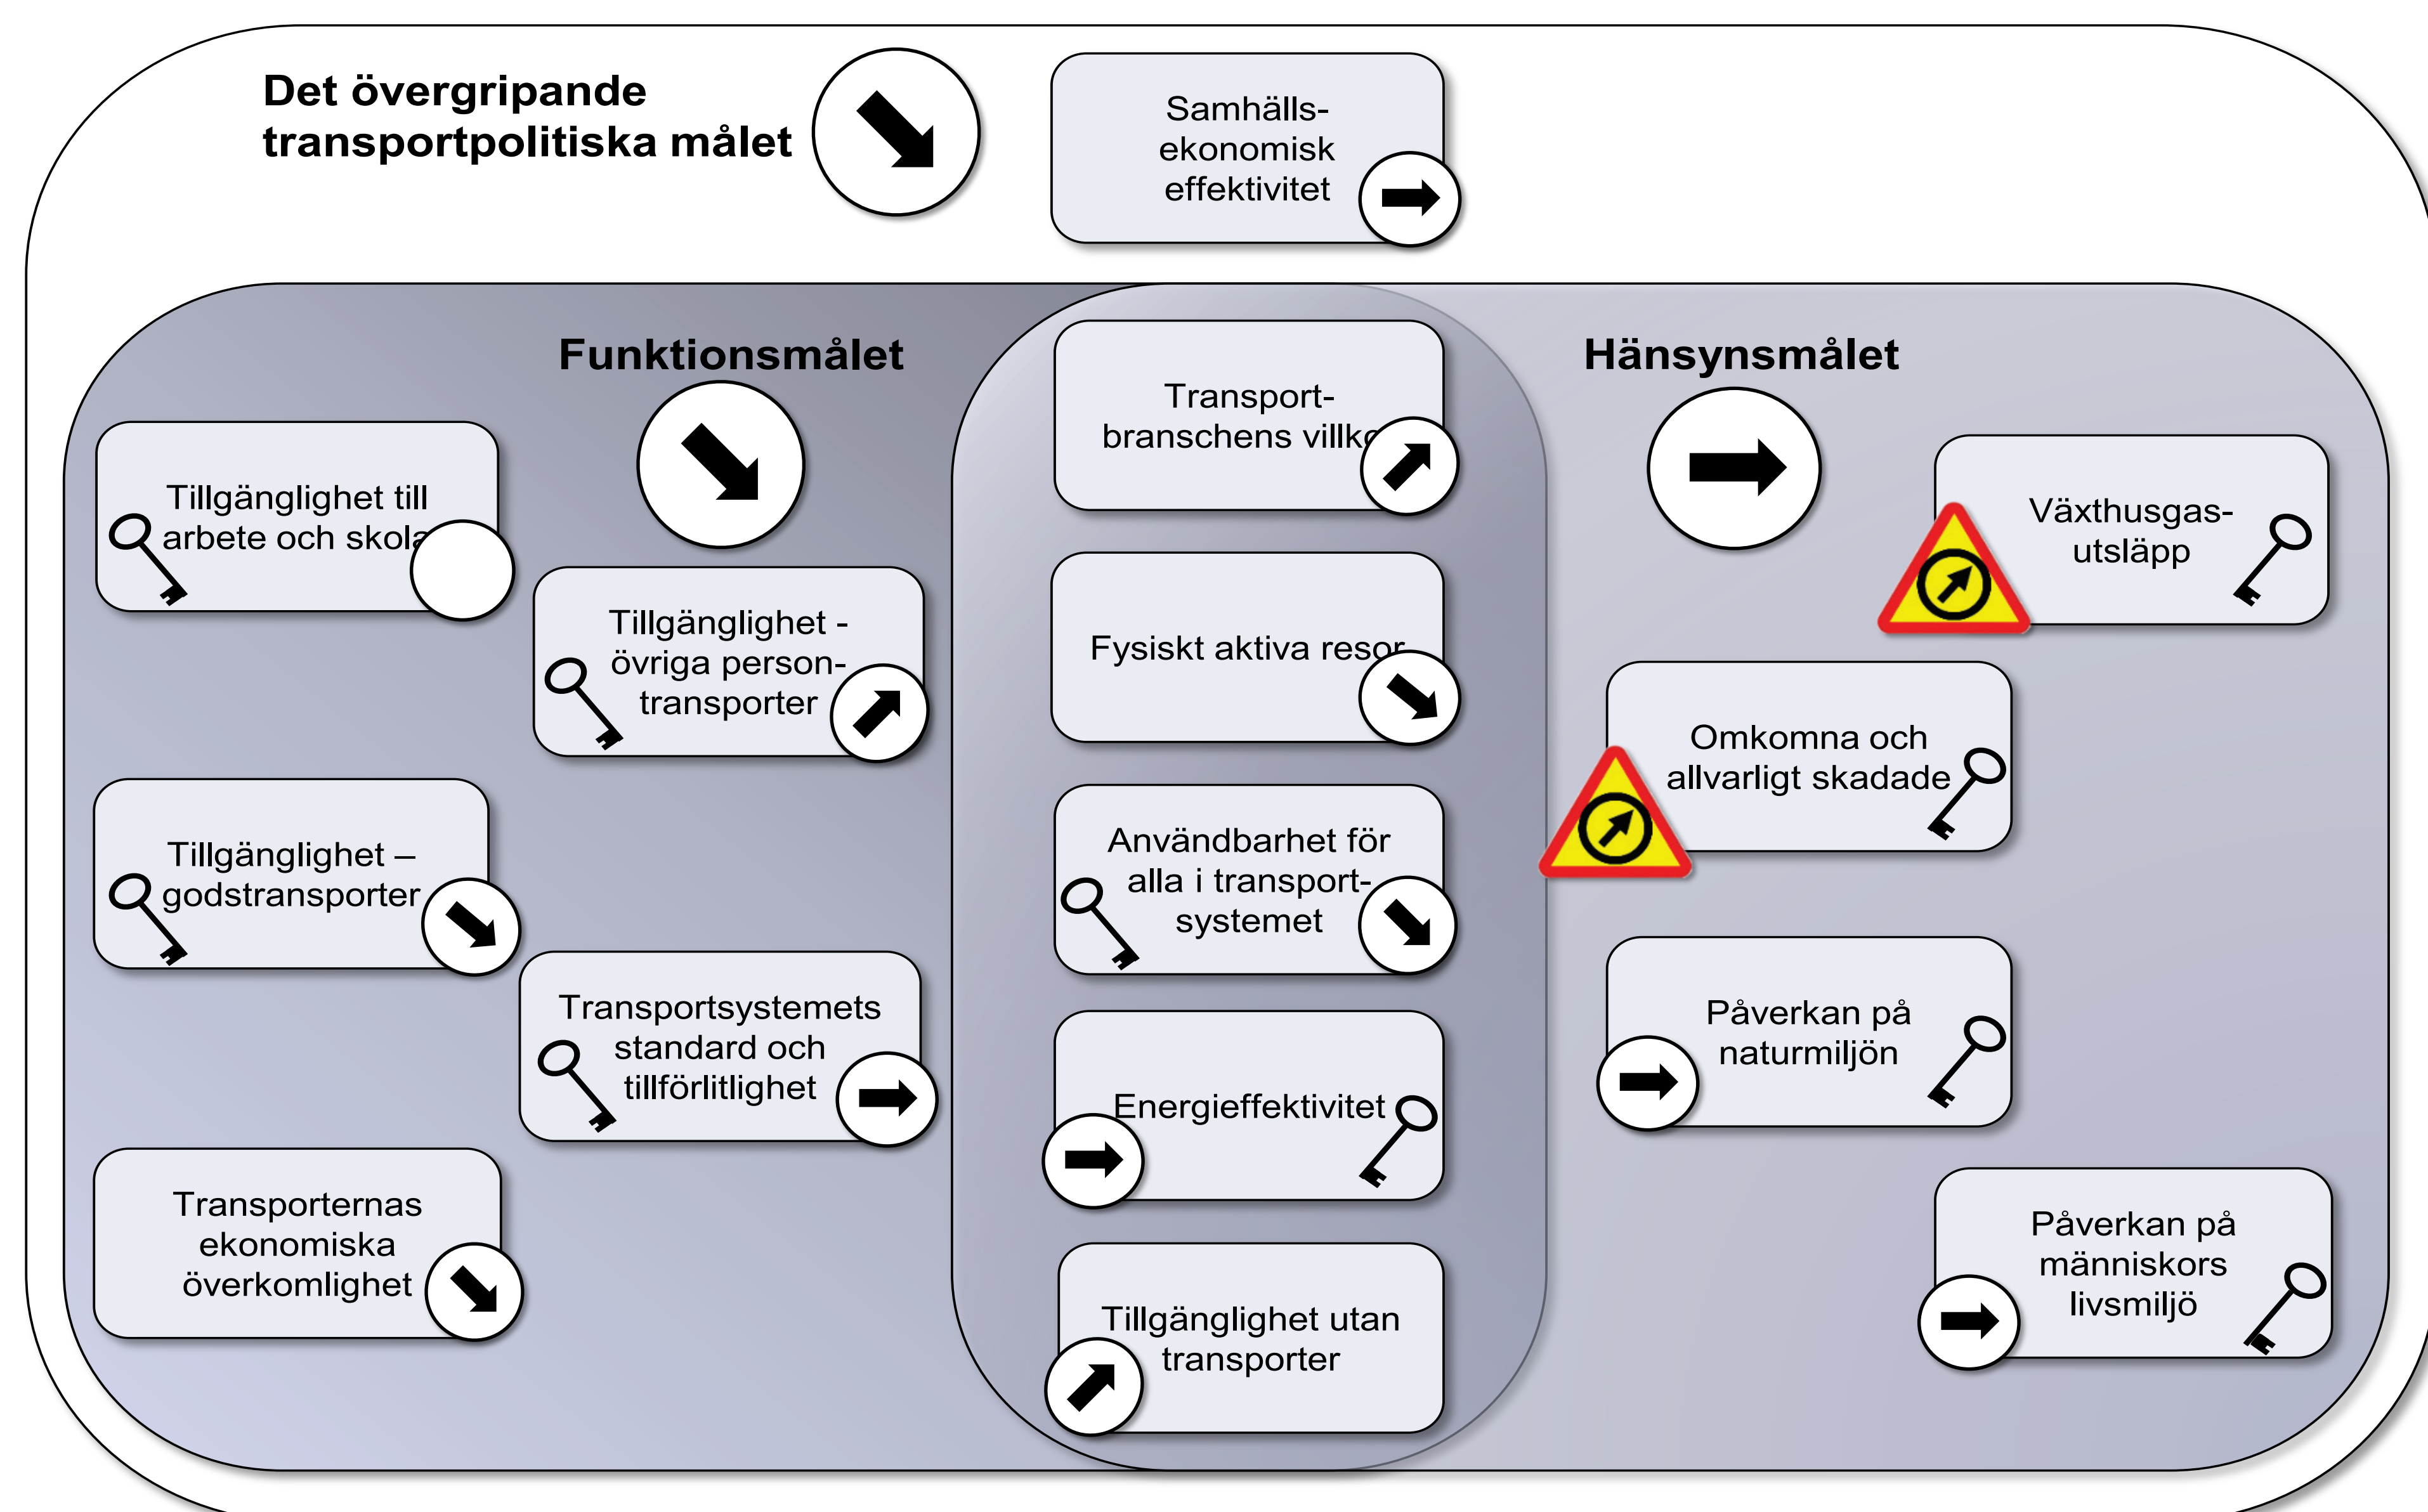 Det övergripande
transportpolitiska målet
Samhälls-
ekonomisk
effektivitet
Funktionsmålet
Tillgänglighet till
arbete och skola
Tillgänglighet -
övriga person-
transporter
Tillgänglighet –
godstransporter
Transportsystemets
standard och
tillförlitlighet
Transporternas
ekonomiska
överkomlighet
Transport-
branschens villko
Fysiskt aktiva resor
Användbarhet för
alla i transport-
systemet
Energieffektivitet
Tillgänglighet utan
transporter
Hänsynsmålet
Växthusgas-
utsläpp
Omkomna och
allvarligt skadade
Påverkan på
naturmiljön
Påverkan på
människors
livsmiljö